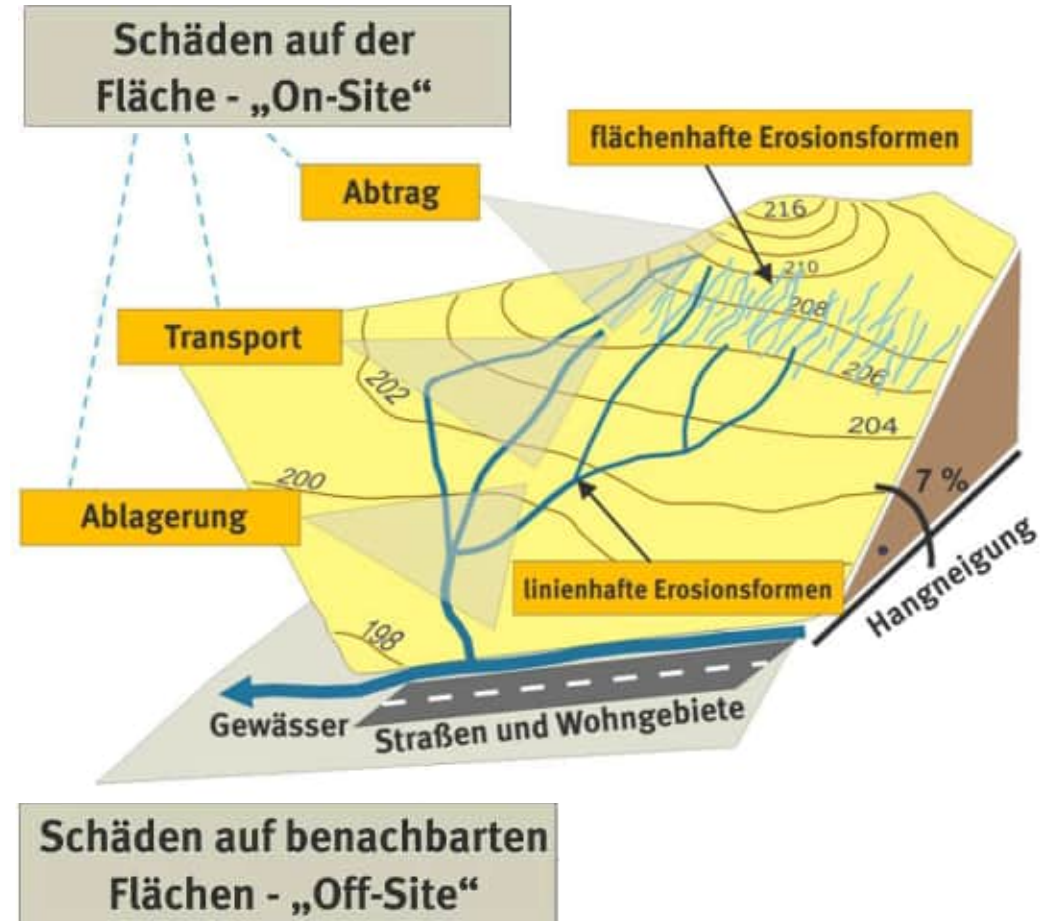 Schäden auf der
Fläche - „On-Site“
flächenhafte Erosionsformen
Abtrag
216
210
208
Transport
206
202
204
200
7 %
Ablagerung
Hangneigung
linienhafte Erosionsformen
198
Gewässer
Straßen und Wohngebiete
Schäden auf benachbarten
Flächen - „Off-Site“